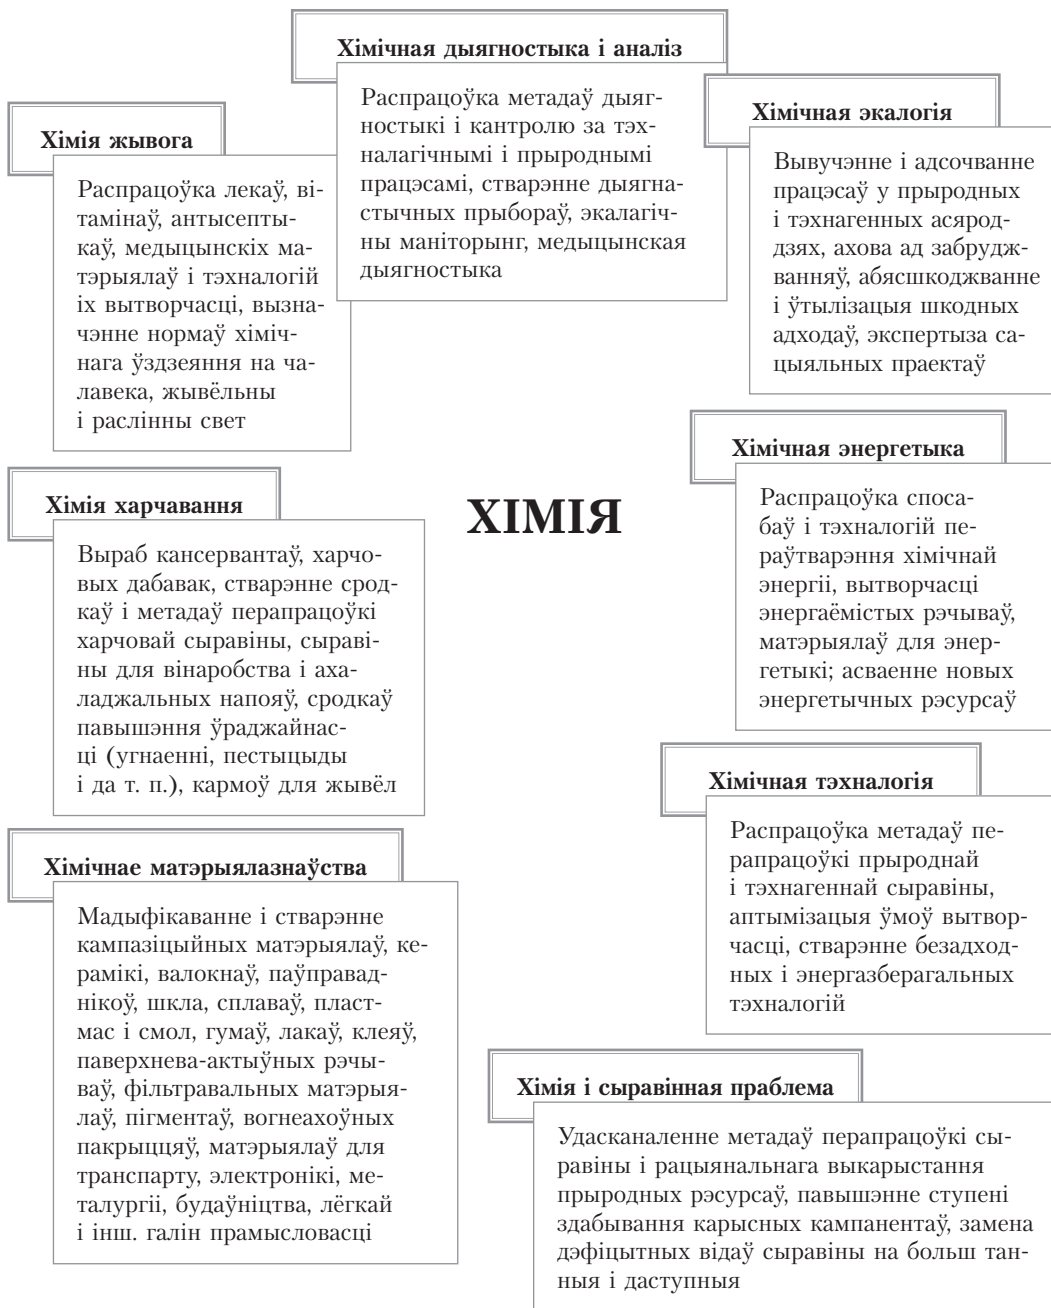 Хімічная дыягностыка і аналіз
Распрацоўка метадаў дыяг-
ностыкі і кантролю за тэх-
налагічнымі і прыроднымі
працэсамі, стварэнне дыягна-
стычных прыбораў, экалагіч-
ны маніторынг, медыцынская
дыягностыка
Хімія жывога
Распрацоўка лекаў, ві-
тамінаў, антысепты-
каў, медыцынскіх ма-
тэрыялаў і тэхналогій
іх вытворчасці, вызна-
чэнне нормаў хіміч-
нага ўздзеяння на ча-
лавека, жывёльны
і раслінны свет
Хімічная экалогія
Вывучэнне і адсочванне
працэсаў у прыродных
і тэхнагенных асярод-
дзях, ахова ад забрудж-
ванняў, абясшкоджванне
і ўтылізацыя шкодных
адходаў, экспертыза са-
цыяльных праектаў
ХІМІЯ
Хімія харчавання
Выраб кансервантаў, харчо-
вых дабавак, стварэнне срод-
каў і метадаў перапрацоўкі
харчовай сыравіны, сыраві-
ны для вінаробства і аха-
ладжальных напояў, сродкаў
павышэння ўраджайнас-
ці (угнаенні, пестыцыды
і да т. п.), кармоў для жывёл
Хімічная энергетыка
Распрацоўка споса-
баў і тэхналогій пе-
раўтварэння хімічнай
энергіі, вытворчасці
энергаёмістых рэчываў,
матэрыялаў для энер-
гетыкі; асваенне новых
энергетычных рэсурсаў
Хімічная тэхналогія
Распрацоўка метадаў пе-
рапрацоўкі прыроднай
і тэхнагеннай сыравіны,
аптымізацыя ўмоў вытвор-
часці, стварэнне безадход-
ных і энергазберагальных
тэхналогій
Хімічнае матэрыялазнаўства
Мадыфікаванне і стварэнне
кампазіцыйных матэрыялаў, ке-
рамікі, валокнаў, паўправад-
нікоў, шкла, сплаваў, пласт-
мас і смол, гумаў, лакаў, клеяў,
паверхнева-актыўных рэчы-
ваў, фільтравальных матэрыя-
лаў, пігментаў, вогнеахоўных
пакрыццяў, матэрыялаў для
транспарту, электронікі, ме-
талургіі, будаўніцтва, лёгкай
і інш. галін прамысловасці
Хімія і сыравінная праблема
Удасканаленне метадаў перапрацоўкі сы-
равіны і рацыянальнага выкарыстання
прыродных рэсурсаў, павышэнне ступені
здабывання карысных кампанентаў, замена
дэфіцытных відаў сыравіны на больш тан-
ныя і даступныя